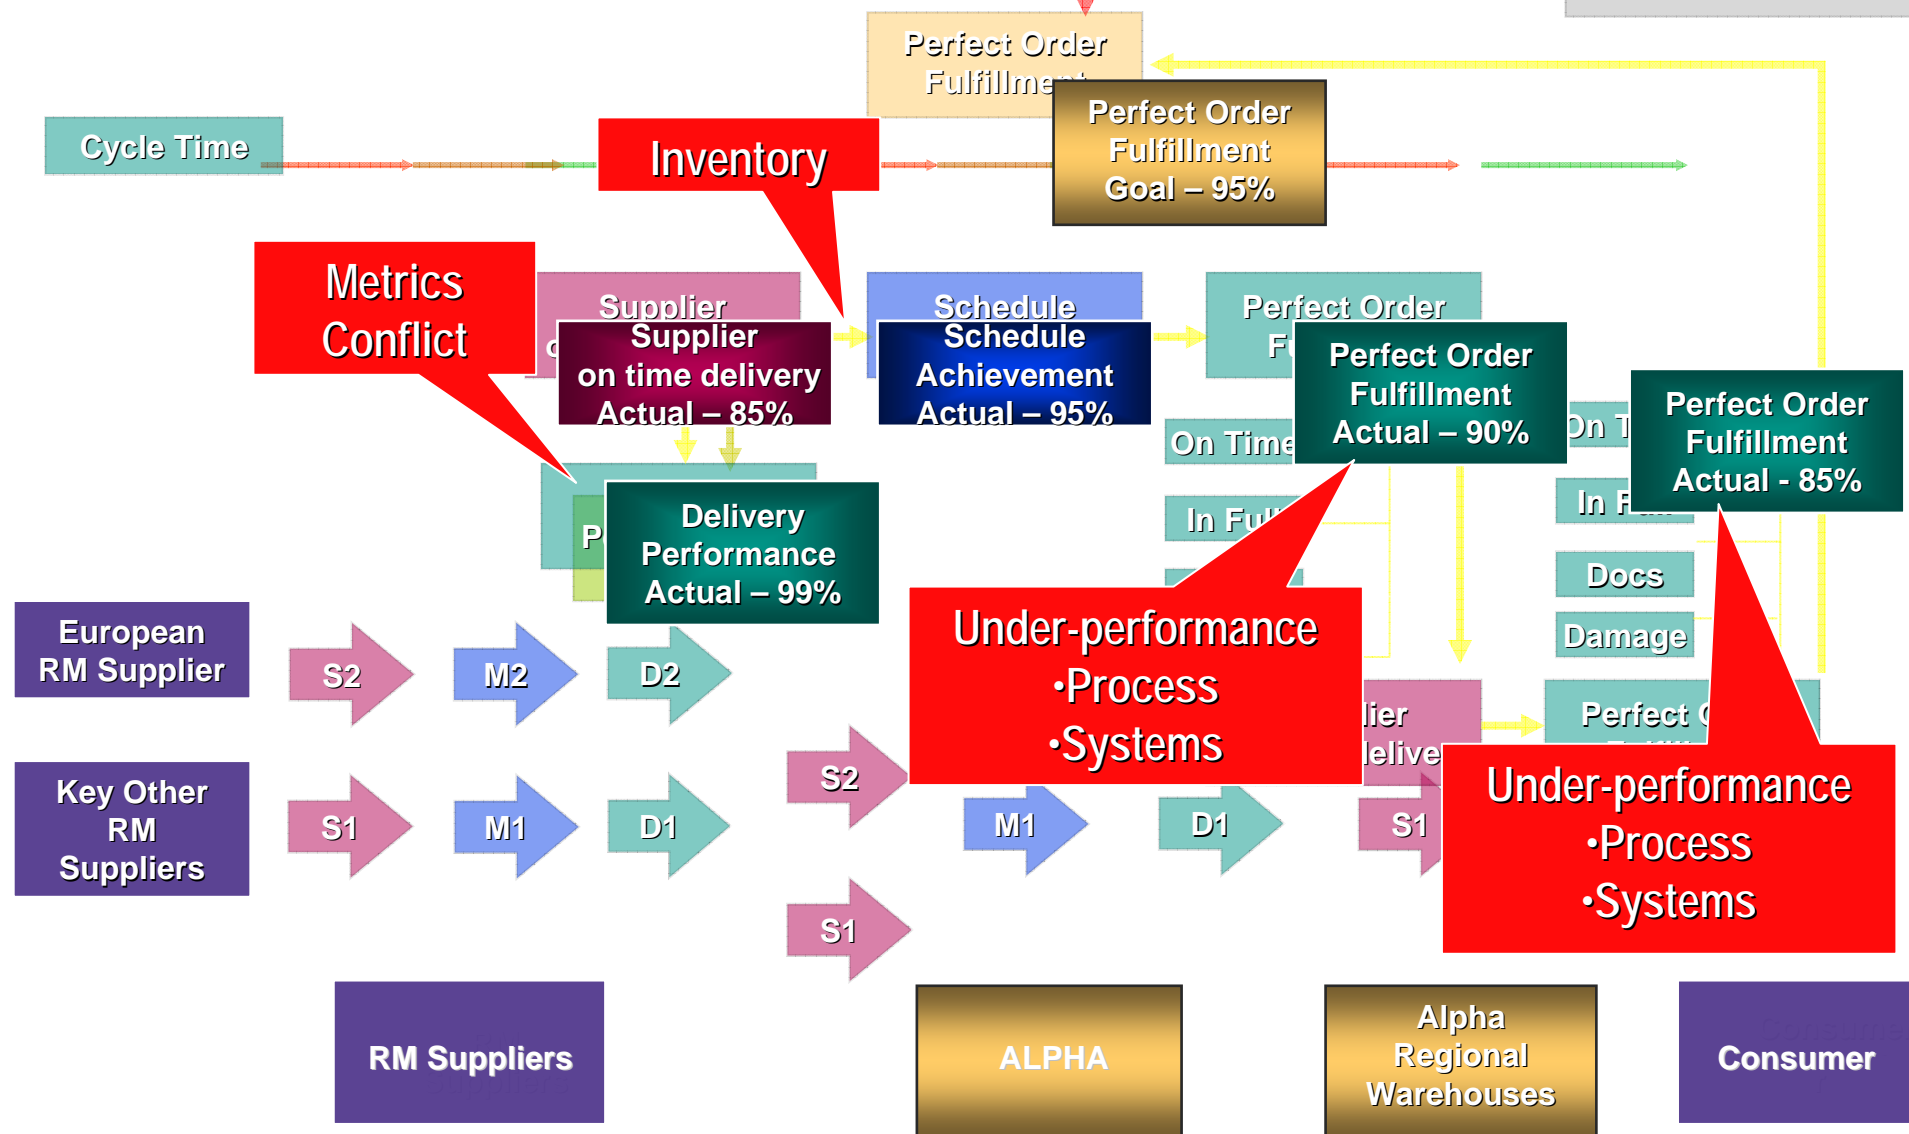 Perfect Order
Fulfillment
Perfect Order
Fulfillment
Goal – 95%
Cycle Time
Inventory
Metrics
Conflict
Supplier
Supplier
on time delivery
Actual – 85%
Schedule
Schedule
Achievement
Actual – 95%
Perfect Order
Perfect Order
Fulfillment
Actual – 90%
Perfect Order
Fulfillment
Actual - 85%
On Time
In Full
In Full
Docs
Damage
Delivery
Performance
Actual – 99%
Under-performance
•Process
•Systems
Perfect
Under-performance
•Process
•Systems
European
RM Supplier
S2
M2
D2
Key Other
RM
Suppliers
S1
M1
D1
S2
S1
M1
D1
S1
RM Suppliers
ALPHA
Alpha
Regional
Warehouses
Consumer